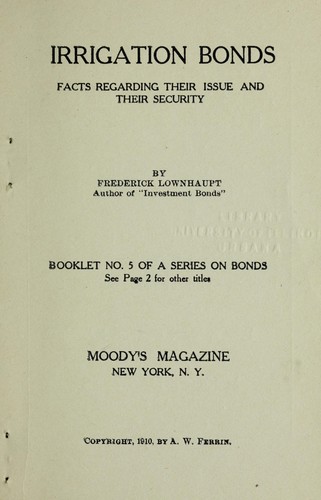 IRRIGATION BONDS
FACTS REGARDING THEIR ISSUE AND
THEIR SECURITY
BY
FREDERICK LOWNHAUPT
Author of "Investment Bonds"
BOOKLET NO. 5 OF A SERIES ON BONDS
See Page 2 for other titles
MOODY'S MAGAZINE
NEW YORK, N. Y.
COPYRIGHT, 1910, BY A. W. FERRIN.